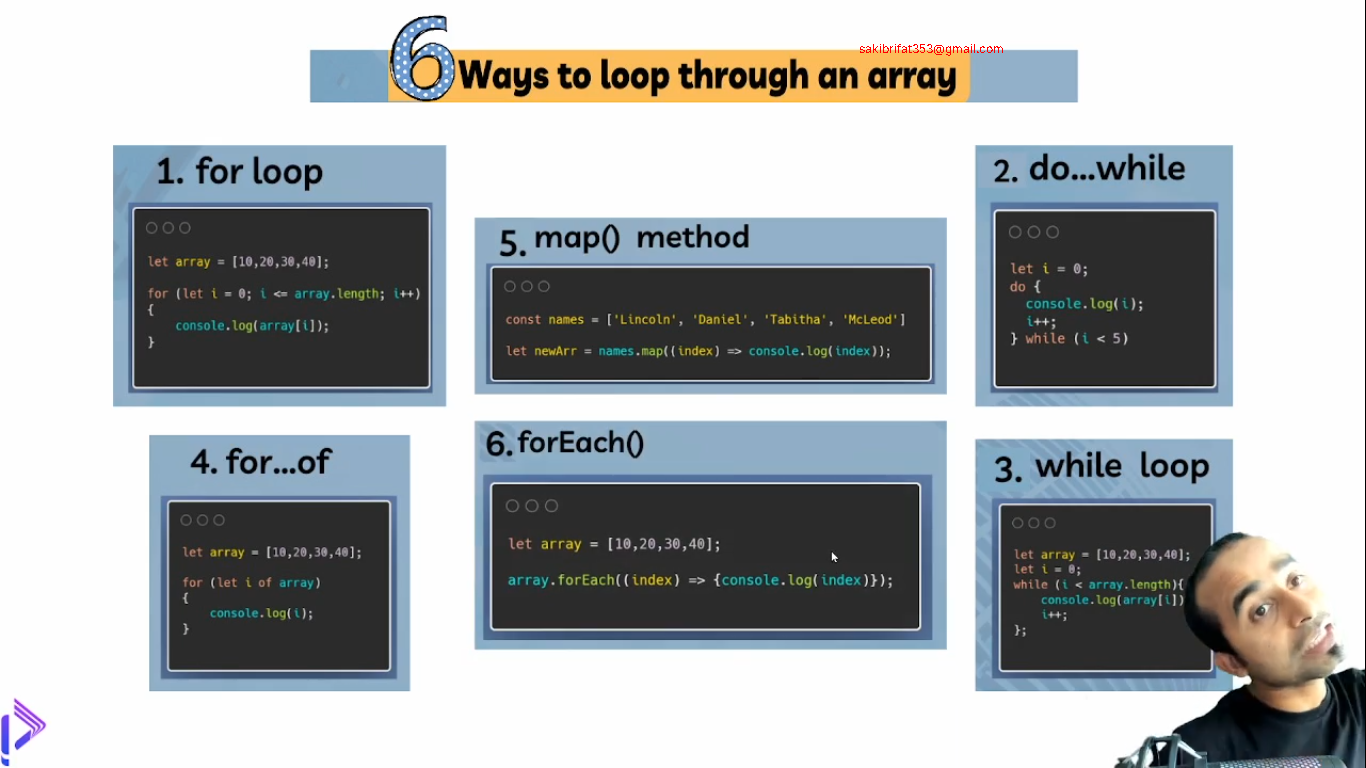 6 Ways to loop through an array
sakibrifat353@gmail.com
1. for loop
let array = [10,20,30,40];
for (let i = 0; i <= array.length; i++)
{
console.log(array[i]);
}
2. do...while
let i = 0;
do {
console.log(i);
i++;
} while (i < 5)
5. map() method
const names = ['Lincoln', 'Daniel', 'Tabitha', 'McLeod']
let newArr = names.map((index) => console.log(index));
4. for...of
let array = [10,20,30,40];
for (let i of array)
{
console.log(i);
}
6. forEach()
let array = [10,20,30,40];
array.forEach((index) => {console.log(index)});
3. while loop
let array = [10,20,30,40];
let i = 0;
while (i < array.length){
console.log(array[i])
i++;
};